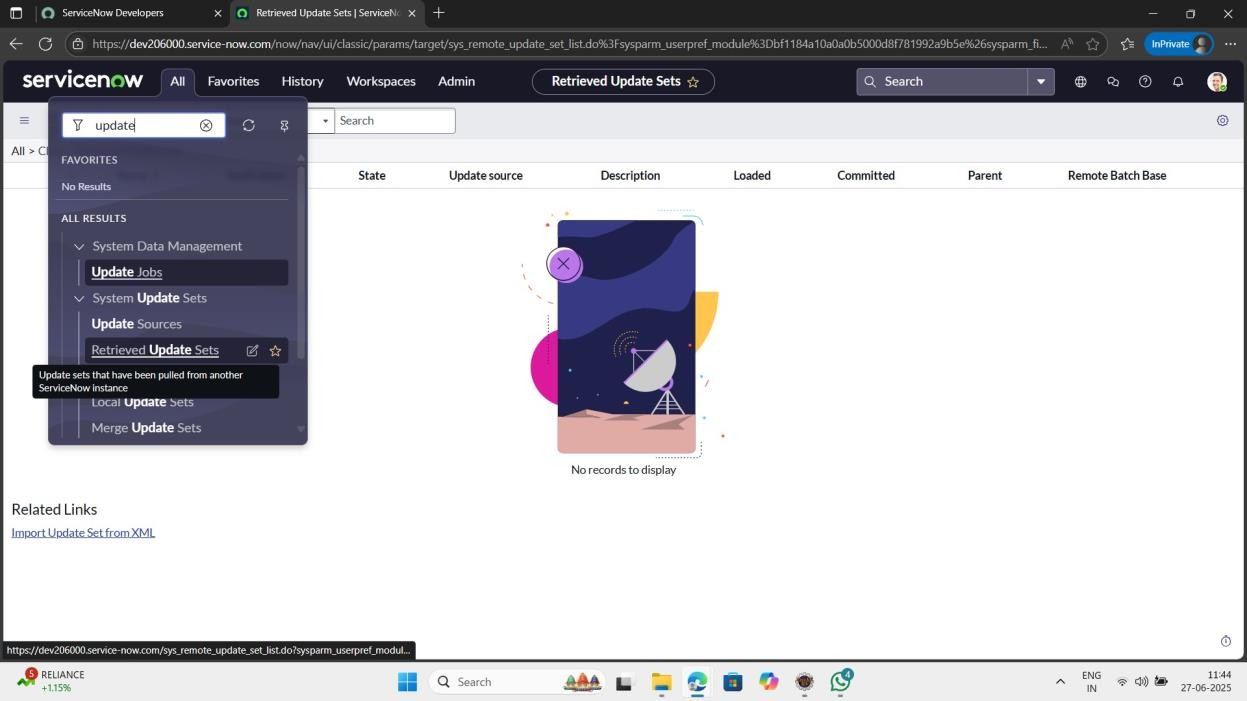 ServiceNow Developers
Retrieved Update Sets | ServiceNo
https://dev206000.service-now.com/now/nav/ui/classic/params/target/sys_remote_update_set_list.do%3Fsysparm_userpref_module%3Dbf1184a10a0a0b5000d8f781992a9b5e%26sysparm_fi...
InPrivate
servicenow
All
Favorites
History
Workspaces
Admin
Retrieved Update Sets
Search
update
Search
All > Cl
FAVORITES
No Results
State
Update source
Description
Loaded
Committed
Parent
Remote Batch Base
ALL RESULTS
System Data Management
Update Jobs
System Update Sets
Update Sources
Retrieved Update Sets
Update sets that have been pulled from another
ServiceNow instance
Local Update Sets
Merge Update Sets
No records to display
Related Links
Import Update Set from XML
https://dev206000.service-now.com/sys_remote_update_set_list.do?sysparm_userpref_modul...
5
RELIANCE
+1.15%
Search
4
ENG
IN
11:44
27-06-2025